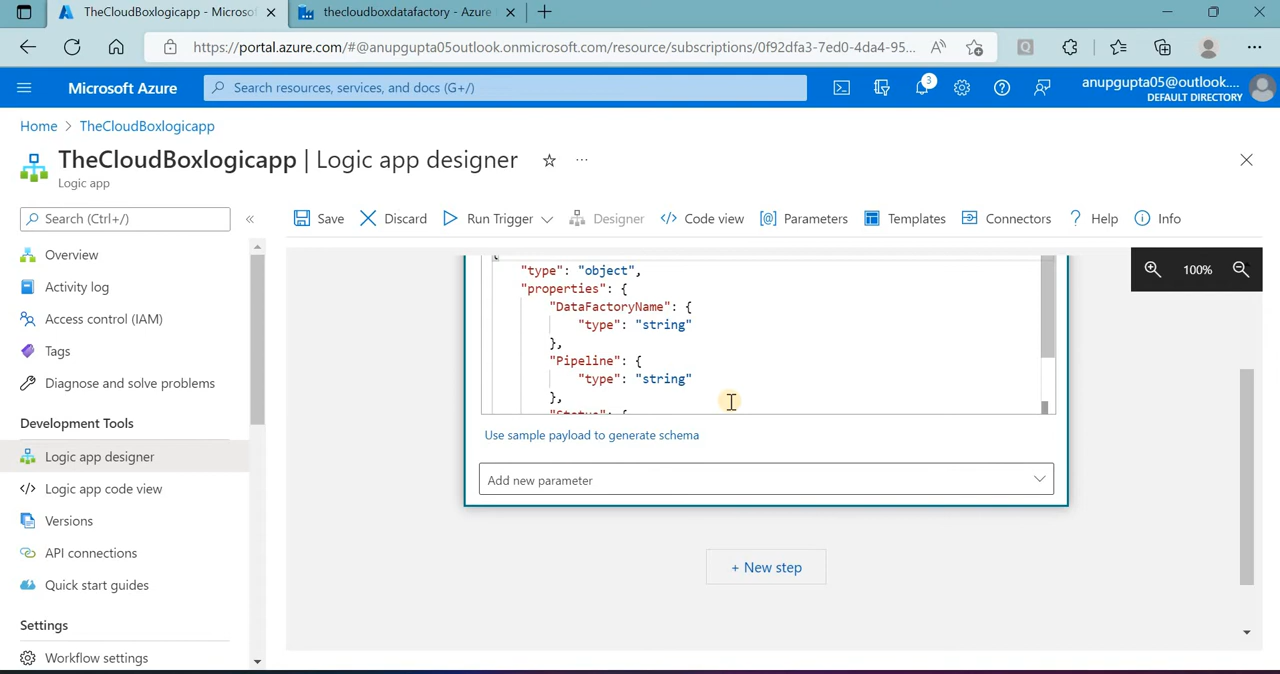 TheCloudBoxlogicapp - Microso
thecloudboxdatafactory - Azure
https://portal.azure.com/#@anupgupta05outlook.onmicrosoft.com/resource/subscriptions/0f92dfa3-7ed0-4da4-95...
Microsoft Azure
Search resources, services, and docs (G+/)
3
anupgupta05@outlook....
DEFAULT DIRECTORY
Home > TheCloudBoxlogicapp
TheCloudBoxlogicapp | Logic app designer
Logic app
Search (Ctrl+/)
Save
Discard
Run Trigger
Designer
Code view
Parameters
Templates
Connectors
Help
Info
Overview
Activity log
Access control (IAM)
Tags
Diagnose and solve problems
Development Tools
Logic app designer
Logic app code view
Versions
API connections
Quick start guides
Settings
Workflow settings
100%
{
"type": "object",
"properties": {
"DataFactoryName": {
"type": "string"
},
"Pipeline": {
"type": "string"
},
"Status": {
Use sample payload to generate schema
Add new parameter
+ New step